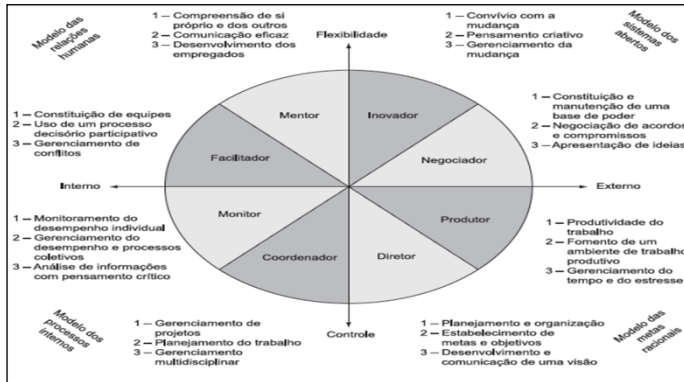 Modelo das
relações
humanas
1 – Compreensão de si
próprio e dos outros
2 – Comunicação eficaz
3 – Desenvolvimento dos
empregados
Flexibilidade
1 – Convívio com a
mudança
2 – Pensamento criativo
3 – Gerenciamento da
mudança
Modelo dos
sistemas
abertos
Mentor
Inovador
1 – Constituição de equipes
2 – Uso de um processo
decisório participativo
3 – Gerenciamento de
conflitos
Facilitador
Negociador
1 – Constituição e
manutenção de uma
base de poder
2 – Negociação de acordos
e compromissos
3 – Apresentação de ideias
Interno
Externo
1 – Monitoramento do
desempenho individual
2 – Gerenciamento do
desempenho e processos
coletivos
3 – Análise de informações
com pensamento crítico
Monitor
Produtor
1 – Produtividade do
trabalho
2 – Fomento de um
ambiente de trabalho
produtivo
3 – Gerenciamento do
tempo e do estresse
Coordenador
Diretor
Modelo dos
processos
internos
1 – Gerenciamento de
projetos
2 – Planejamento do trabalho
3 – Gerenciamento
multidisciplinar
Controle
1 – Planejamento e organização
2 – Estabelecimento de
metas e objetivos
3 – Desenvolvimento e
comunicação de uma visão
Modelo das
metas
racionais